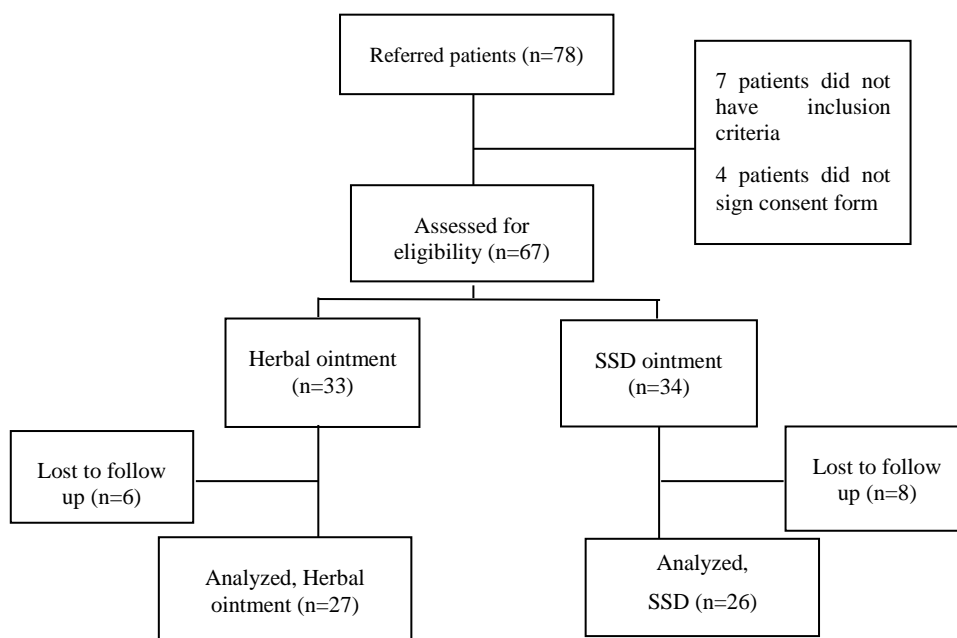 Referred patients (n=78)
7 patients did not
have inclusion
criteria
4 patients did not
sign consent form
Assessed for
eligibility (n=67)
Herbal ointment
(n=33)
SSD ointment
(n=34)
Lost to follow
up (n=6)
Lost to follow
up (n=8)
Analyzed, Herbal
ointment (n=27)
Analyzed,
SSD (n=26)